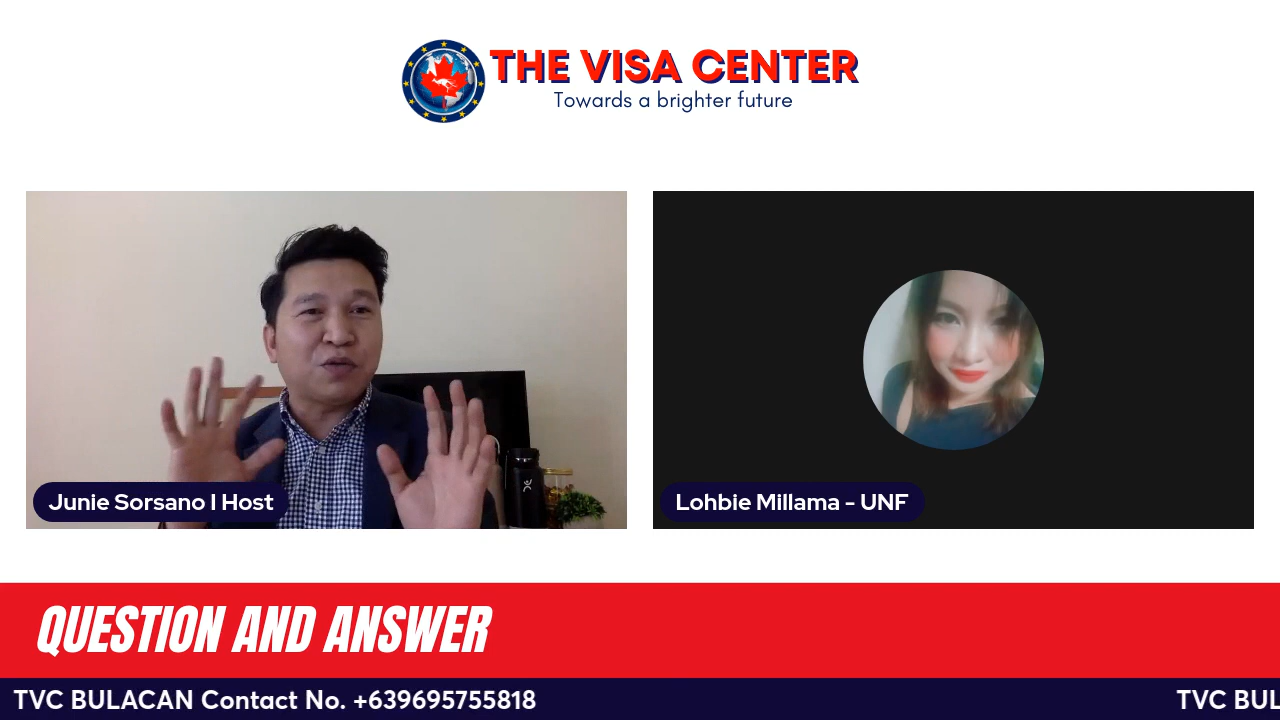 THE VISA CENTER
Towards a brighter future
Junie Sorsano I Host
Lohbie Millama - UNF
QUESTION AND ANSWER
TVC BULACAN Contact No. +639695755818
TVC BUL